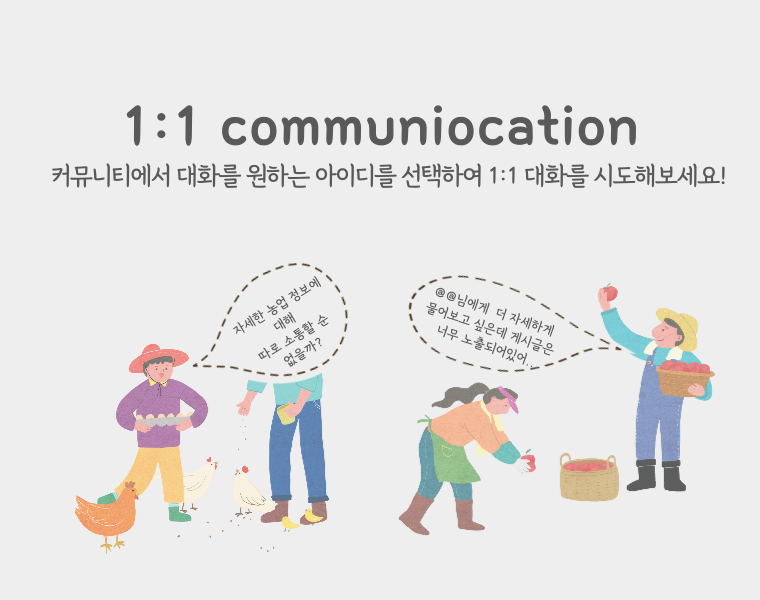 1:1 communiocation
커뮤니티에서 대화를 원하는 아이디를 선택하여 1:1 대화를 시도해보세요!
자세한 농업 정보에
대해
따로 소통할 순
없을까?
@@님에게 더 자세하게
물어보고 싶은데 게시글은
너무 노출되어있어..